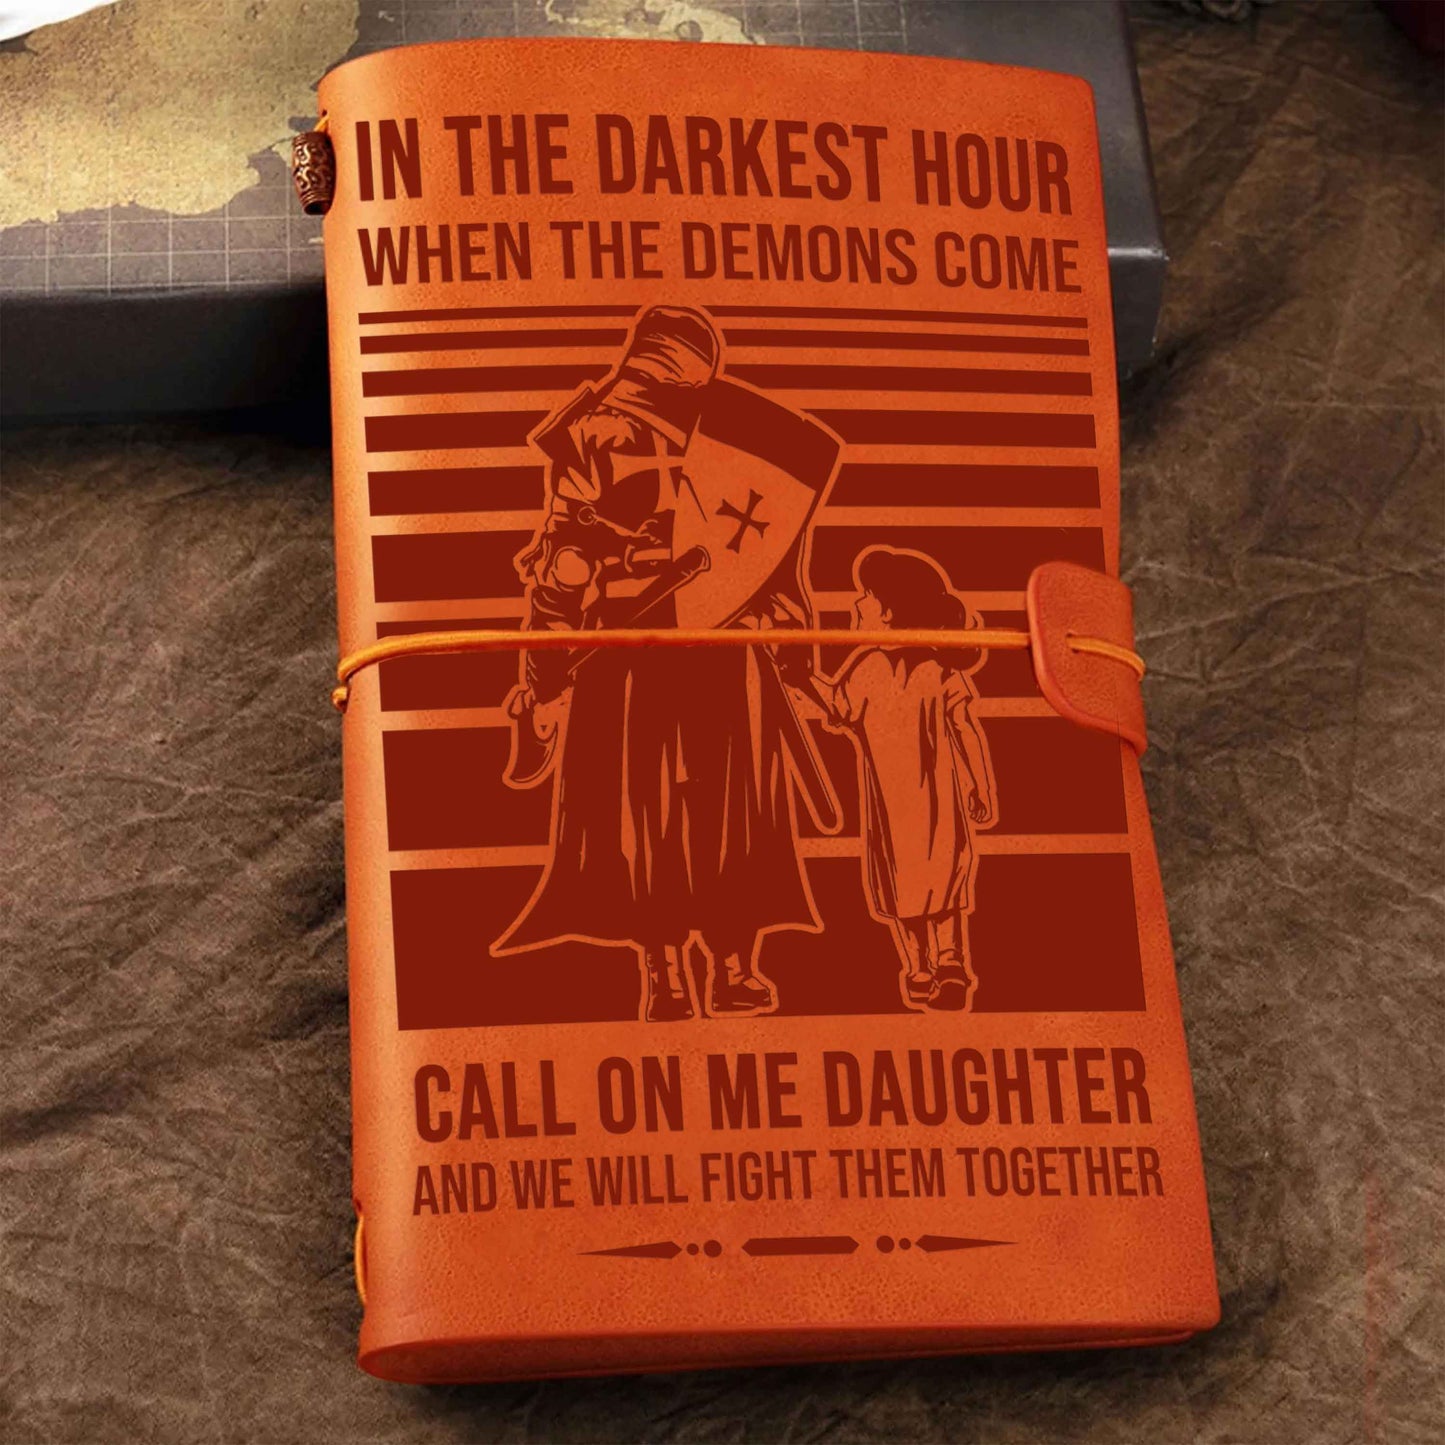 IN THE DARKEST HOUR
WHEN THE DEMONS COME
CALL ON ME DAUGHTER
AND WE WILL FIGHT THEM TOGETHER